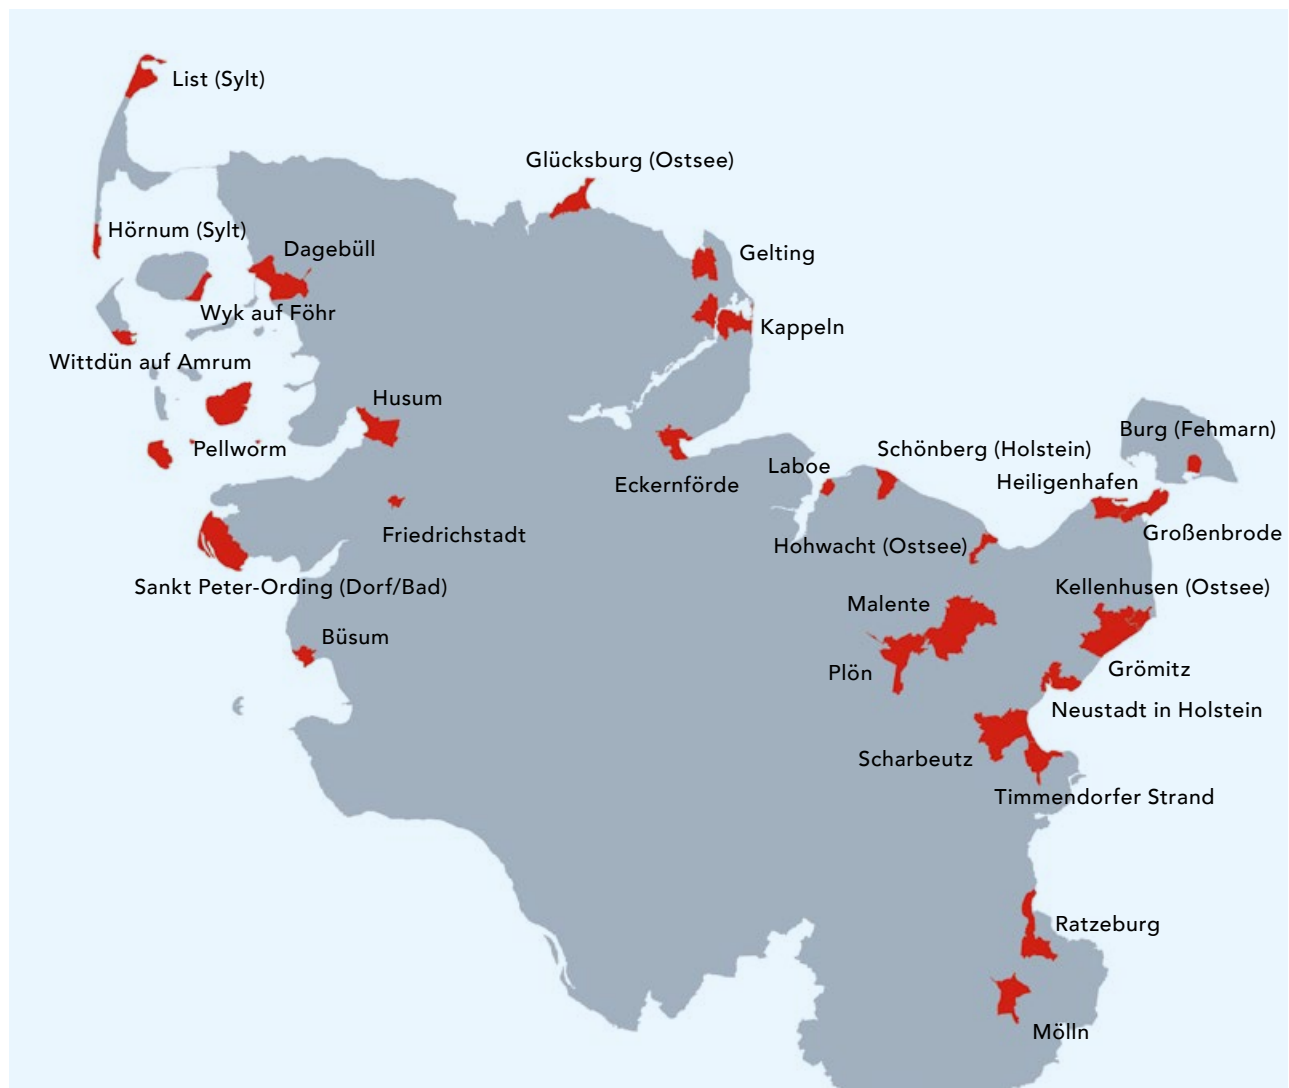 List (Sylt)
Glücksburg (Ostsee)
Hörnum (Sylt)
Dagebüll
Gelting
Wyk auf Föhr
Kappeln
Wittdün auf Amrum
Husum
Burg (Fehmarn)
Pellworm
Schönberg (Holstein)
Laboe
Heiligenhafen
Eckernförde
Friedrichstadt
Großenbrode
Hohwacht (Ostsee)
Sankt Peter-Ording (Dorf/Bad)
Kellenhusen (Ostsee)
Malente
Büsum
Plön
Grömitz
Neustadt in Holstein
Scharbeutz
Timmendorfer Strand
Ratzeburg
Mölln